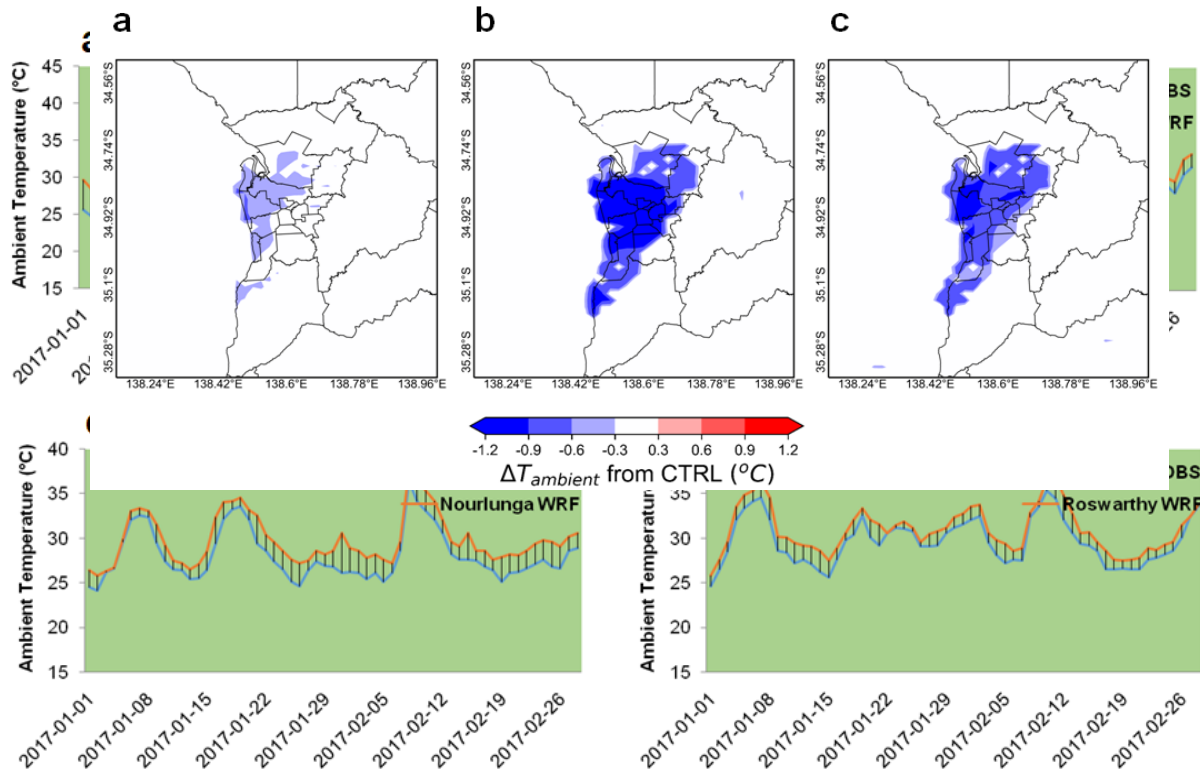 a b c
Ambient Temperature (°C)
45
40
35
30
25
20
15
2017-01-01
34.56°S
34.74°S
34.92°S
35.1°S
35.28°S
138.24°E 138.42°E 138.6°E 138.78°E 138.96°E
34.56°S
34.74°S
34.92°S
35.1°S
35.28°S
138.42°E 138.6°E 138.78°E 138.96°E
34.56°S
34.74°S
34.92°S
35.1°S
35.28°S
138.24°E 138.42°E 138.6°E 138.78°E 138.96°E
-1.2 -0.9 -0.6 -0.3 0.3 0.6 0.9 1.2
ΔT ambient from CTRL (°C)
Ambient Temperature (°C)
40
35
30
25
20
15
Nourlunga WRF
2017-01-01 2017-01-08 2017-01-15 2017-01-22 2017-01-29 2017-02-05 2017-02-12 2017-02-19 2017-02-26
Ambient Temperatur
35
30
25
20
15
Roswarthy WRF
2017-01-01 2017-01-08 2017-01-15 2017-01-22 2017-01-29 2017-02-05 2017-02-12 2017-02-19 2017-02-26